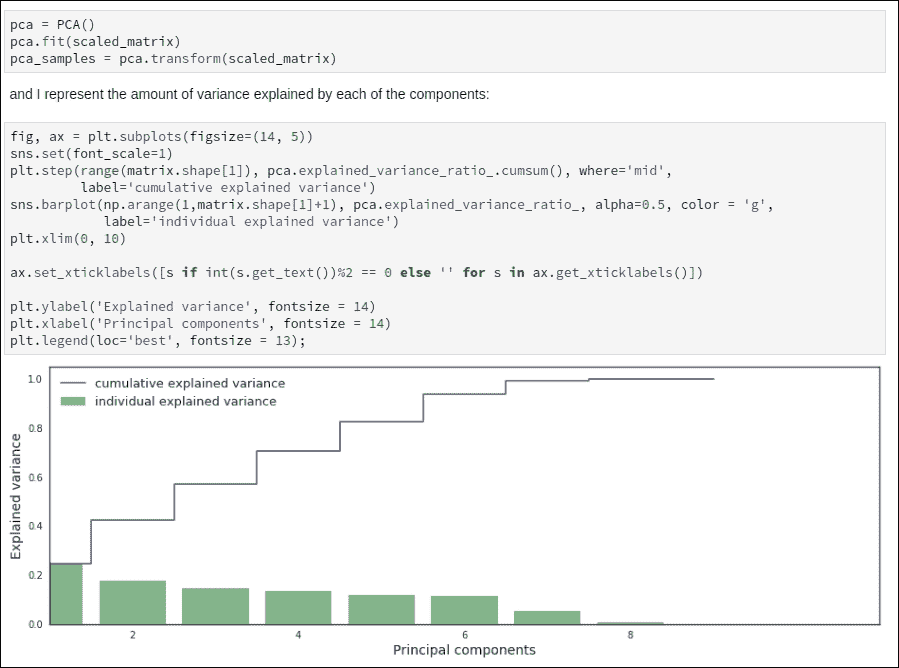 pca = PCA()
pca.fit(scaled_matrix)
pca_samples = pca.transform(scaled_matrix)
and I represent the amount of variance explained by each of the components:
fig, ax = plt.subplots(figsize=(14, 5))
sns.set(font_scale=1)
plt.step(range(matrix.shape[1]), pca.explained_variance_ratio_.cumsum(), where='mid',
         label='cumulative explained variance')
sns.barplot(np.arange(1,matrix.shape[1]+1), pca.explained_variance_ratio_, alpha=0.5, color = 'g',
            label='individual explained variance')
plt.xlim(0, 10)
ax.set_xticklabels([s if int(s.get_text())%2 == 0 else '' for s in ax.get_xticklabels()])
plt.ylabel('Explained variance', fontsize = 14)
plt.xlabel('Principal components', fontsize = 14)
plt.legend(loc='best', fontsize = 13);
cumulative explained variance
individual explained variance
Explained variance
1.0
0.8
0.6
0.4
0.2
0.0
2 4 6 8
Principal components